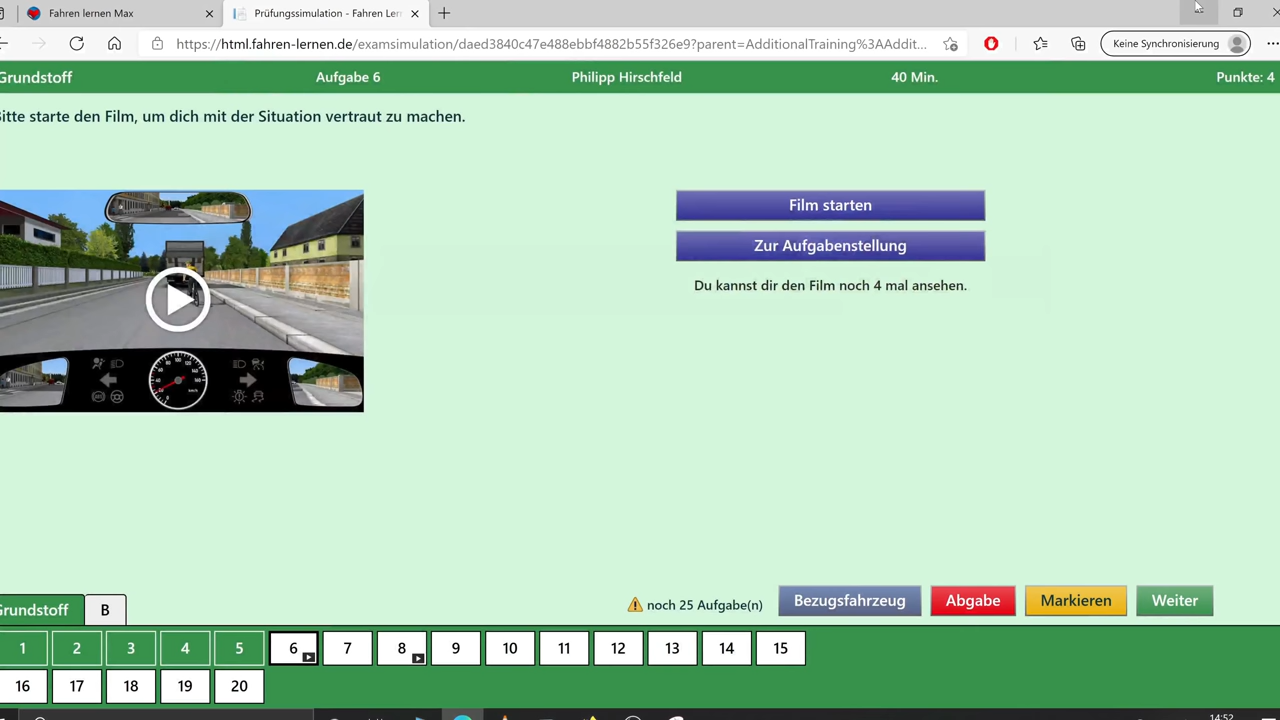 Fahren lernen Max
Prüfungssimulation - Fahren Ler
https://html.fahren-lernen.de/examsimulation/daed3840c47e488ebbf4882b55f326e9?parent=AdditionalTraining%3AAddit...
Keine Synchronisierung
Grundstoff
Aufgabe 6
Philipp Hirschfeld
40 Min.
Punkte: 4
itte starte den Film, um dich mit der Situation vertraut zu machen.
Film starten
Zur Aufgabenstellung
Du kannst dir den Film noch 4 mal ansehen.
Grundstoff
B
noch 25 Aufgabe(n)
Bezugsfahrzeug
Abgabe
Markieren
Weiter
1 2 3 4 5 6 7 8 9 10 11 12 13 14 15
16 17 18 19 20
14:52